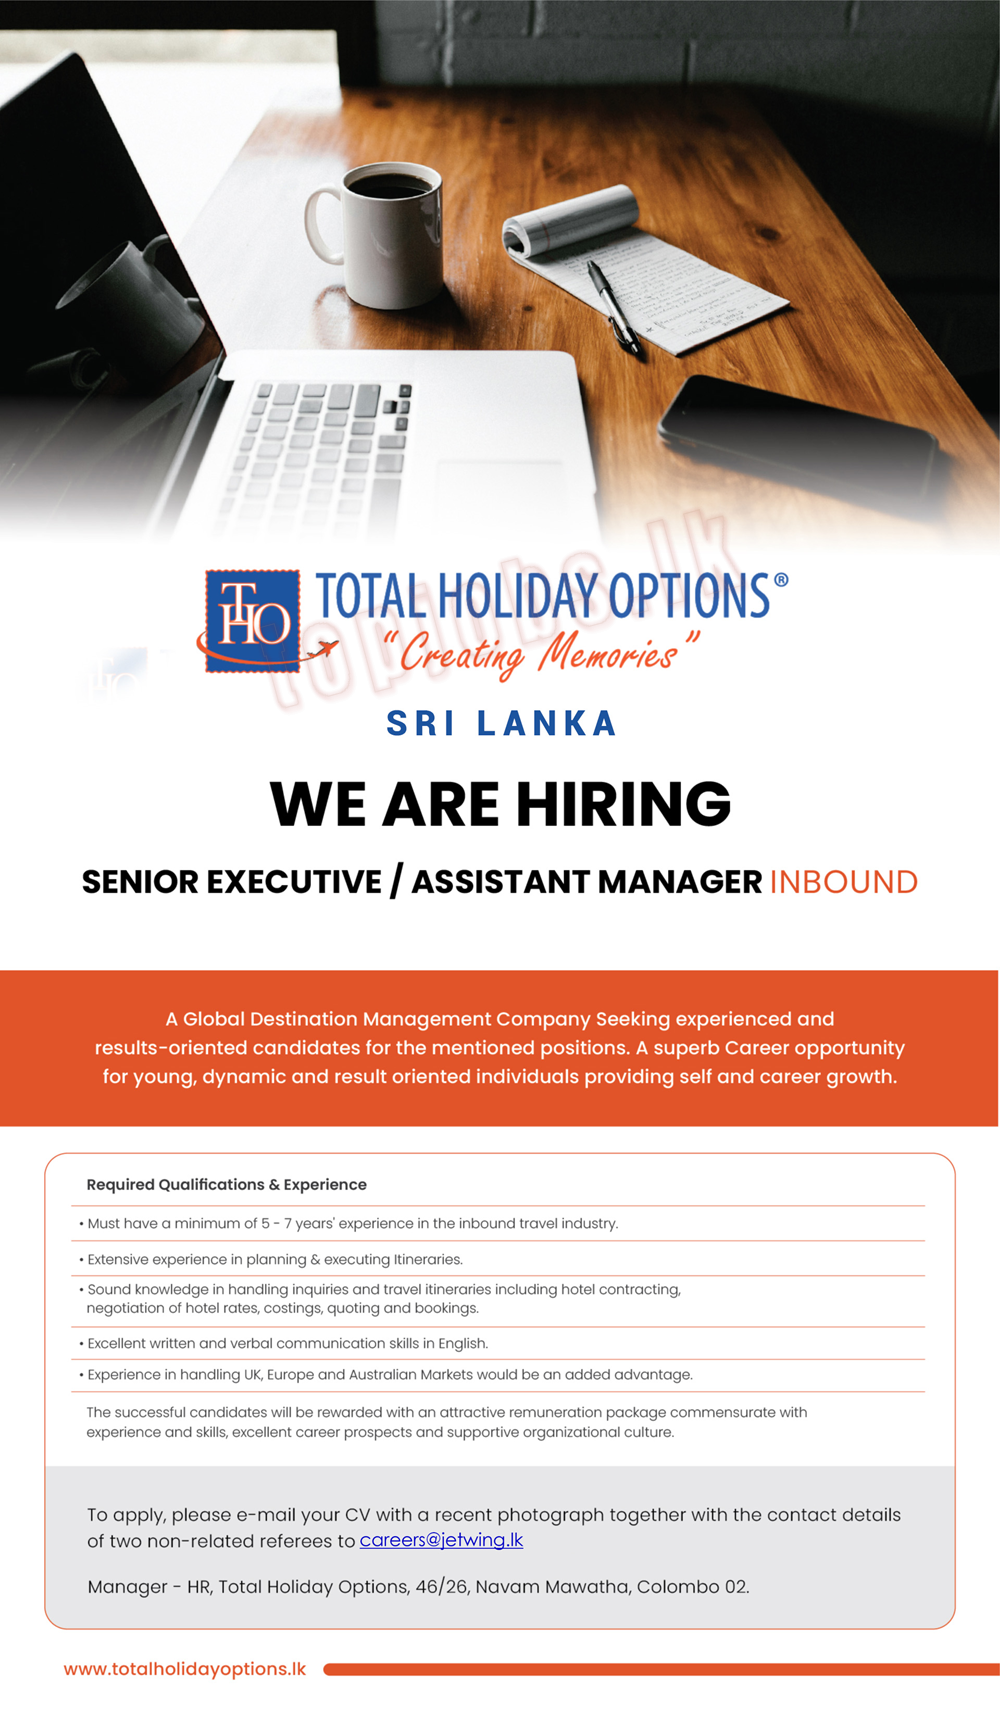 topjobs.lk
THO
TOTAL HOLIDAY OPTIONS®
"Creating Memories"
SRI LANKA
WE ARE HIRING
SENIOR EXECUTIVE / ASSISTANT MANAGER INBOUND
A Global Destination Management Company Seeking experienced and
results-oriented candidates for the mentioned positions. A superb Career opportunity
for young, dynamic and result oriented individuals providing self and career growth.
Required Qualifications & Experience
• Must have a minimum of 5 - 7 years' experience in the inbound travel industry.
• Extensive experience in planning & executing Itineraries.
• Sound knowledge in handling inquiries and travel itineraries including hotel contracting,
negotiation of hotel rates, costings, quoting and bookings.
• Excellent written and verbal communication skills in English.
• Experience in handling UK, Europe and Australian Markets would be an added advantage.
The successful candidates will be rewarded with an attractive remuneration package commensurate with
experience and skills, excellent career prospects and supportive organizational culture.
To apply, please e-mail your CV with a recent photograph together with the contact details
of two non-related referees to careers@jetwing.lk
Manager - HR, Total Holiday Options, 46/26, Navam Mawatha, Colombo 02.
www.totalholidayoptions.lk